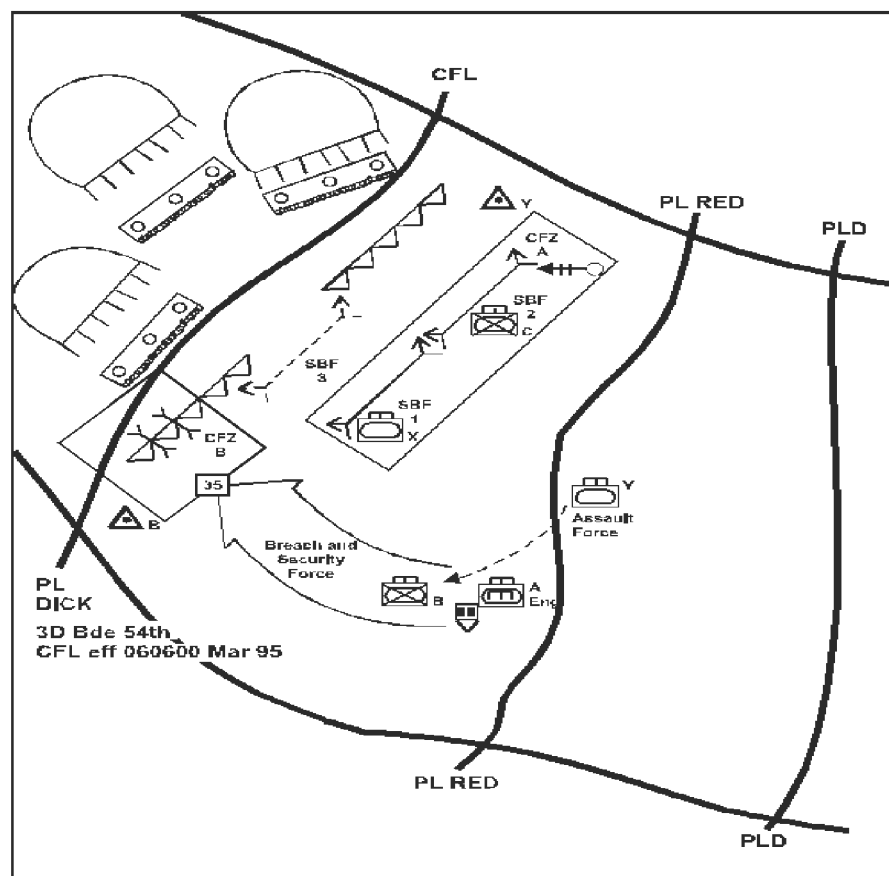 CFL
PL RED
PLD
Y
CFZ
A
SBF
2
C
SBF
3
SBF
1
X
CFZ
B
35
B
Y
Assault
Force
Breach and
Security
Force
B
A
Eng
PL
DICK
3D Bde 54th
CFL eff 060600 Mar 95
PL RED
PLD